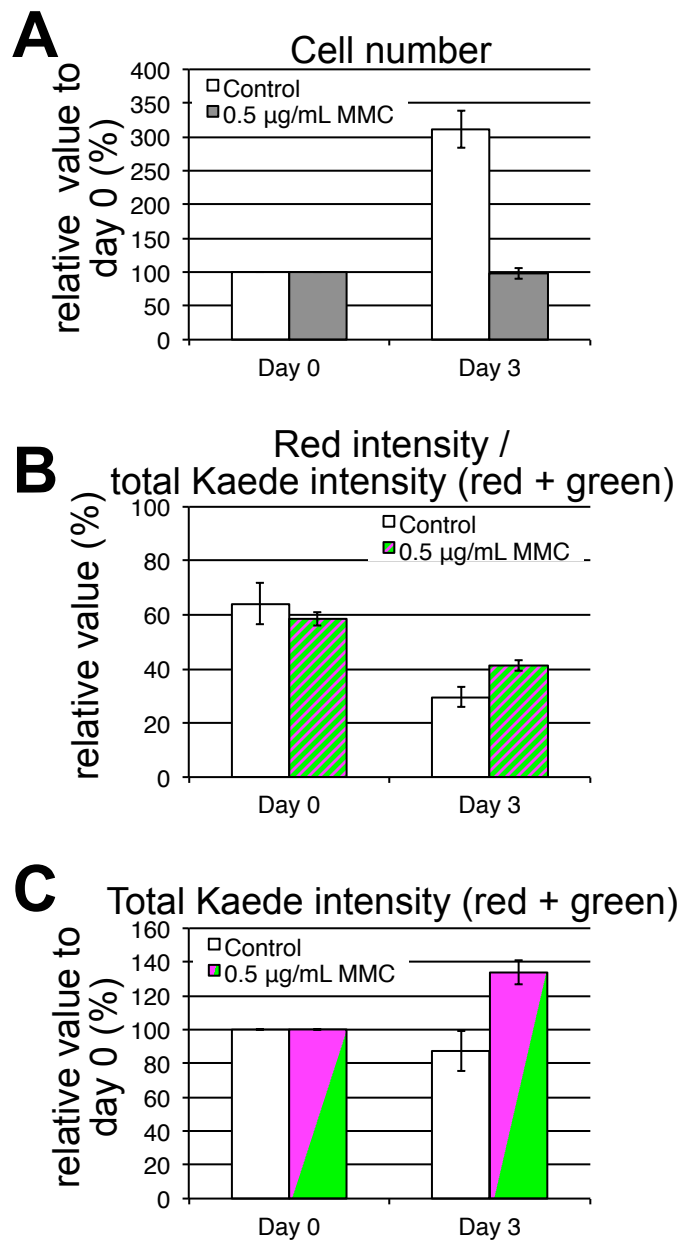 A
Cell number
relative value to
day 0 (%)
400
350
300
250
200
150
100
50
0
Control
0.5 µg/mL MMC
Day 0
Day 3
B
Red intensity /
total Kaede intensity (red + green)
relative value (%)
100
80
60
40
20
0
Control
0.5 µg/mL MMC
Day 0
Day 3
C
Total Kaede intensity (red + green)
relative value to
day 0 (%)
160
140
120
100
80
60
40
20
0
Control
0.5 µg/mL MMC
Day 0
Day 3